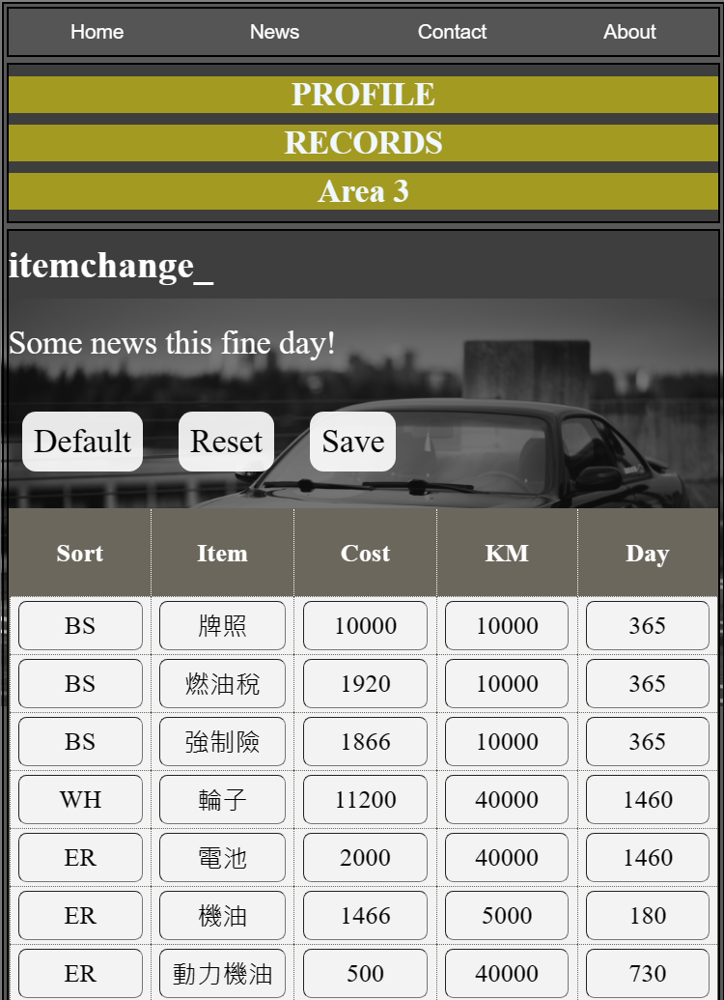 Home News Contact About
PROFILE
RECORDS
Area 3
itemchange_
Some news this fine day!
Default Reset Save
Sort Item Cost KM Day
BS 牌照 10000 10000 365
BS 燃油稅 1920 10000 365
BS 強制險 1866 10000 365
WH 輪子 11200 40000 1460
ER 電池 2000 40000 1460
ER 機油 1466 5000 180
ER 動力機油 500 40000 730